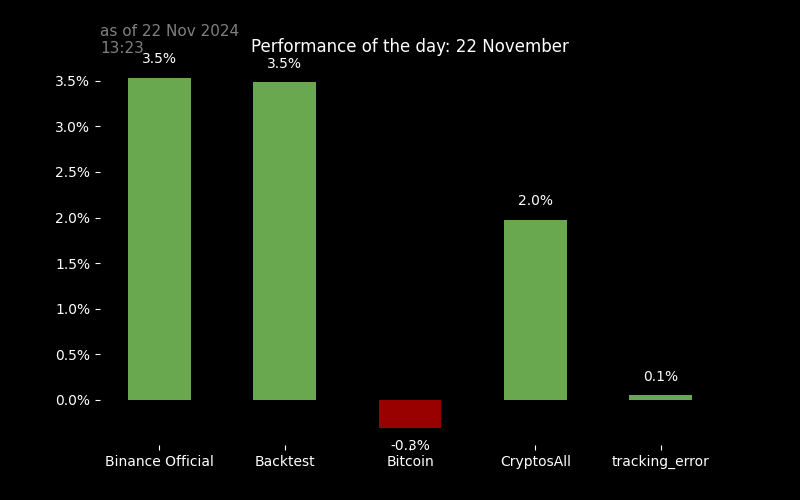 as of 22 Nov 2024
13:23
Performance of the day: 22 November
3.5%
3.5%
3.5%
3.0%
2.5%
2.0%
2.0%
1.5%
1.0%
0.5%
0.1%
0.0%
-0.3%
Binance Official
Backtest
Bitcoin
CryptosAll
tracking_error